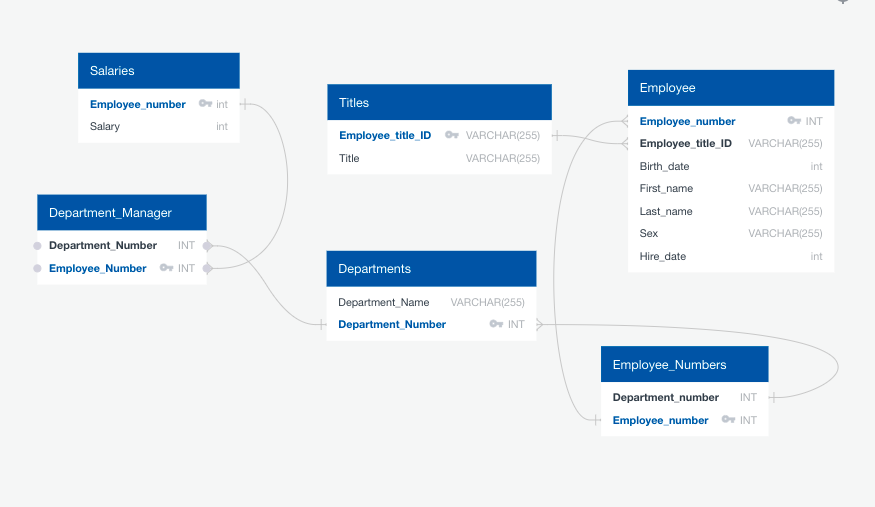 Salaries
Employee_number int
Salary int
Titles
Employee_title_ID VARCHAR(255)
Title VARCHAR(255)
Employee
Employee_number INT
Employee_title_ID VARCHAR(255)
Birth_date int
First_name VARCHAR(255)
Last_name VARCHAR(255)
Sex VARCHAR(255)
Hire_date int
Department_Manager
Department_Number INT
Employee_Number INT
Departments
Department_Name VARCHAR(255)
Department_Number INT
Employee_Numbers
Department_number INT
Employee_number INT